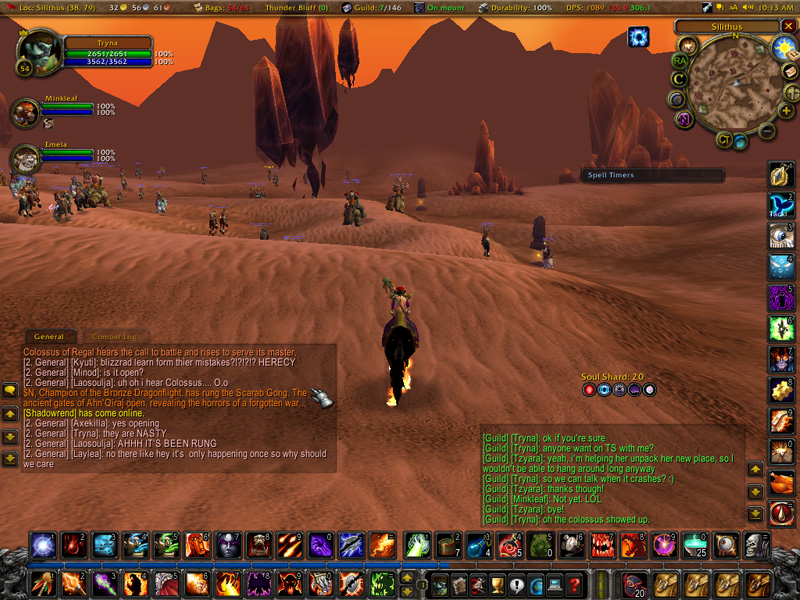 Loc: Silithus (38, 79) 32 56 61 Bags: 64/64 Thunder Bluff (0) Guild: 7/146 On mount Durability: 100% DPS: 1089 130.9 306.1 10:13 AM
Silithus
N
Tryna
2651/2651 100%
3562/3562 100%
54
Minkleaf
100%
100%
Emela
100%
100%
Spell Timers
RA
C
CT
Soul Shard: 20
General Combat Log
Colossus of Regal hears the call to battle and rises to serve its master.
[2. General] [Kyuti]: blizzrad learn form thier mistakes?!?!?!? HERECY
[2. General] [Minod]: is it open?
[2. General] [Laosoulja]: uh oh i hear Colossus.... O.o
$N, Champion of the Bronze Dragonflight, has rung the Scarab Gong. The
ancient gates of Ahn'Qiraj open, revealing the horrors of a forgotten war...
[Shadowrend] has come online.
[2. General] [Axekilla]: yes opening
[2. General] [Tryna]: they are NASTY
[2. General] [Laosoulja]: AHHH IT'S BEEN RUNG
[2. General] [Laylea]: no there like hey it's only happening once so why should
we care
[Guild] [Tryna]: ok if you're sure
[Guild] [Tryna]: anyone want on TS with me?
[Guild] [Tzyara]: yeah, i'm helping her unpack her new place, so I
wouldn't be able to hang around long anyway
[Guild] [Tryna]: so we can talk when it crashes? :)
[Guild] [Tzyara]: thanks though!
[Guild] [Minkleaf]: Not yet. LOL
[Guild] [Tzyara]: bye!
[Guild] [Tryna]: oh the colossus showed up.